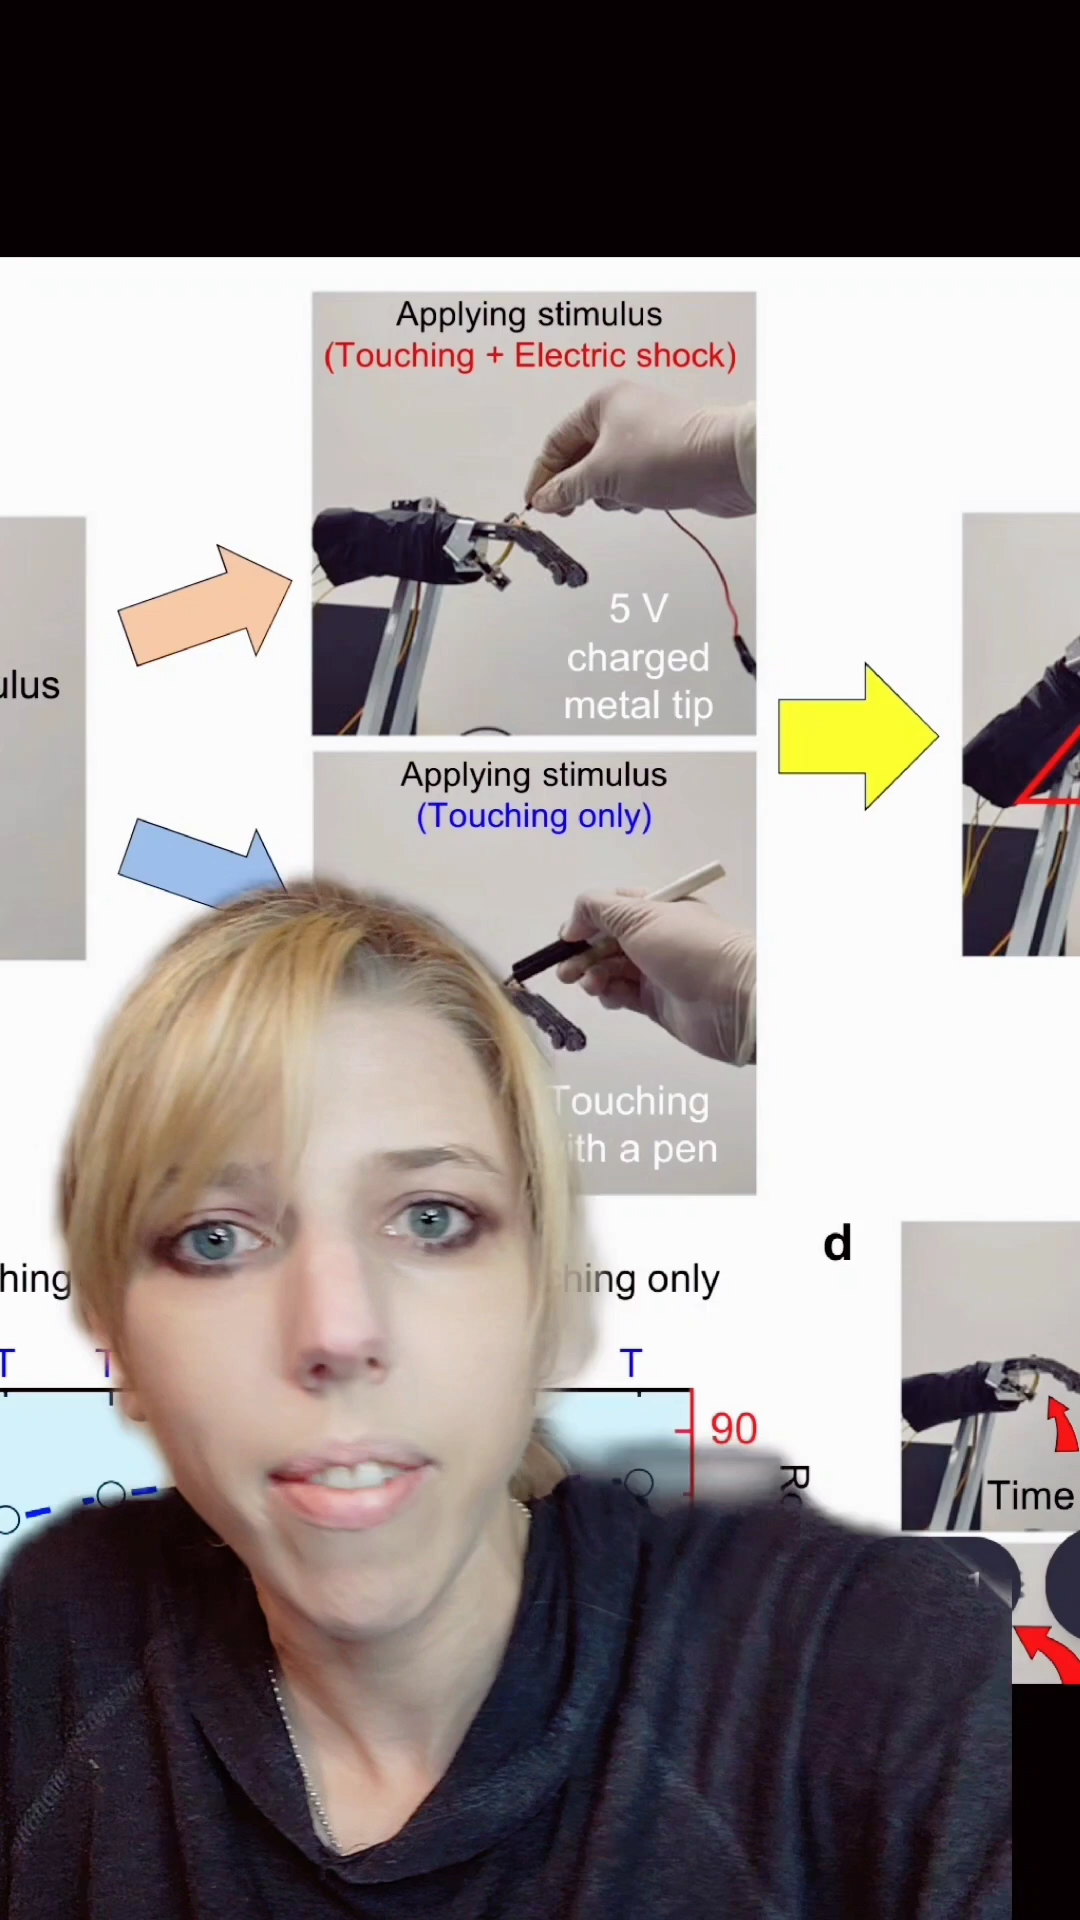 Applying stimulus
(Touching + Electric shock)
ulus
5 V
charged
metal tip
Applying stimulus
(Touching only)
Touching
ith a pen
d
hing
hing only
T
T
T
90
Time